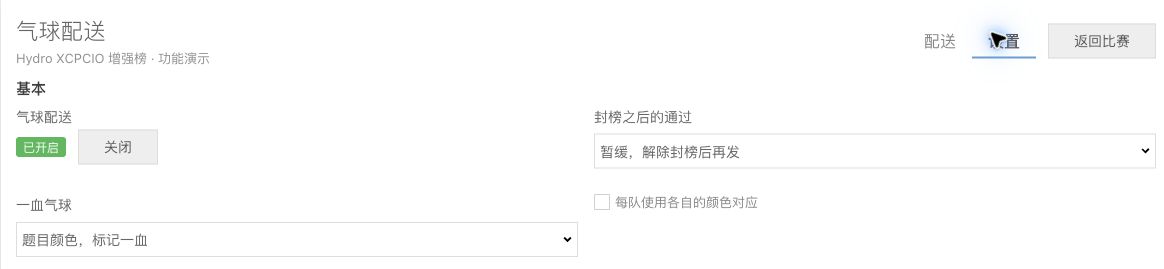 气球配送
配送
置
返回比赛
Hydro XCPCIO 增强榜 · 功能演示
基本
气球配送
封榜之后的通过
已开启
关闭
暂缓，解除封榜后再发
一血气球
每队使用各自的颜色对应
题目颜色，标记一血